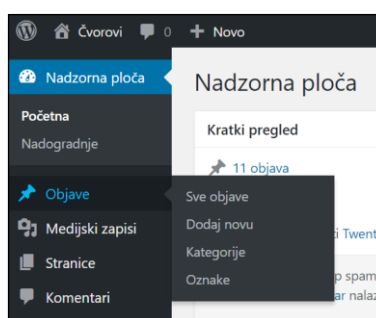 Čvorovi 0 Novo
Nadzorna ploča
Nadzorna ploča
Početna
Nadogradnje
Kratki pregled
11 objava
Objave
Sve objave
Dodaj novu
Kategorije
Oznake
Medijski zapisi
Stranice
Komentari
i Twent
p spam
ar nalaz